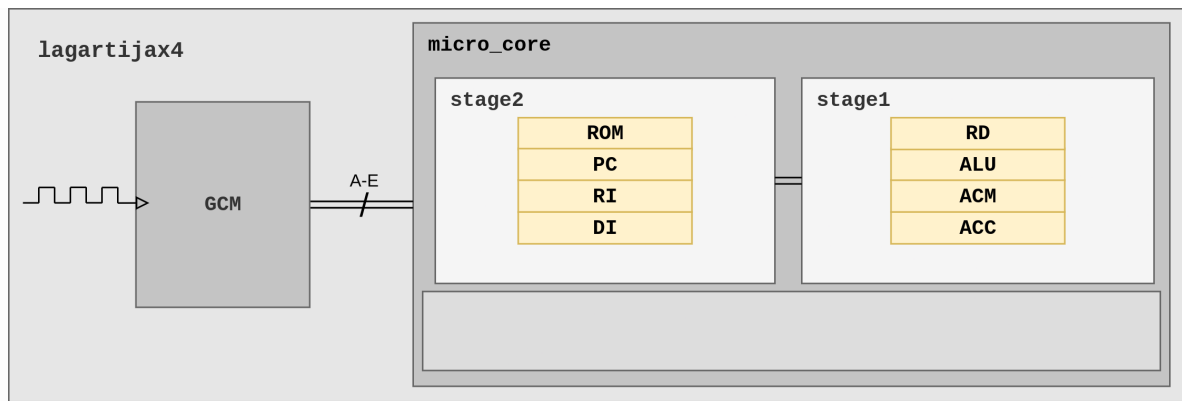 lagartijax4
GCM
A-E
micro_core
stage2
ROM
PC
RI
DI
stage1
RD
ALU
ACM
ACC